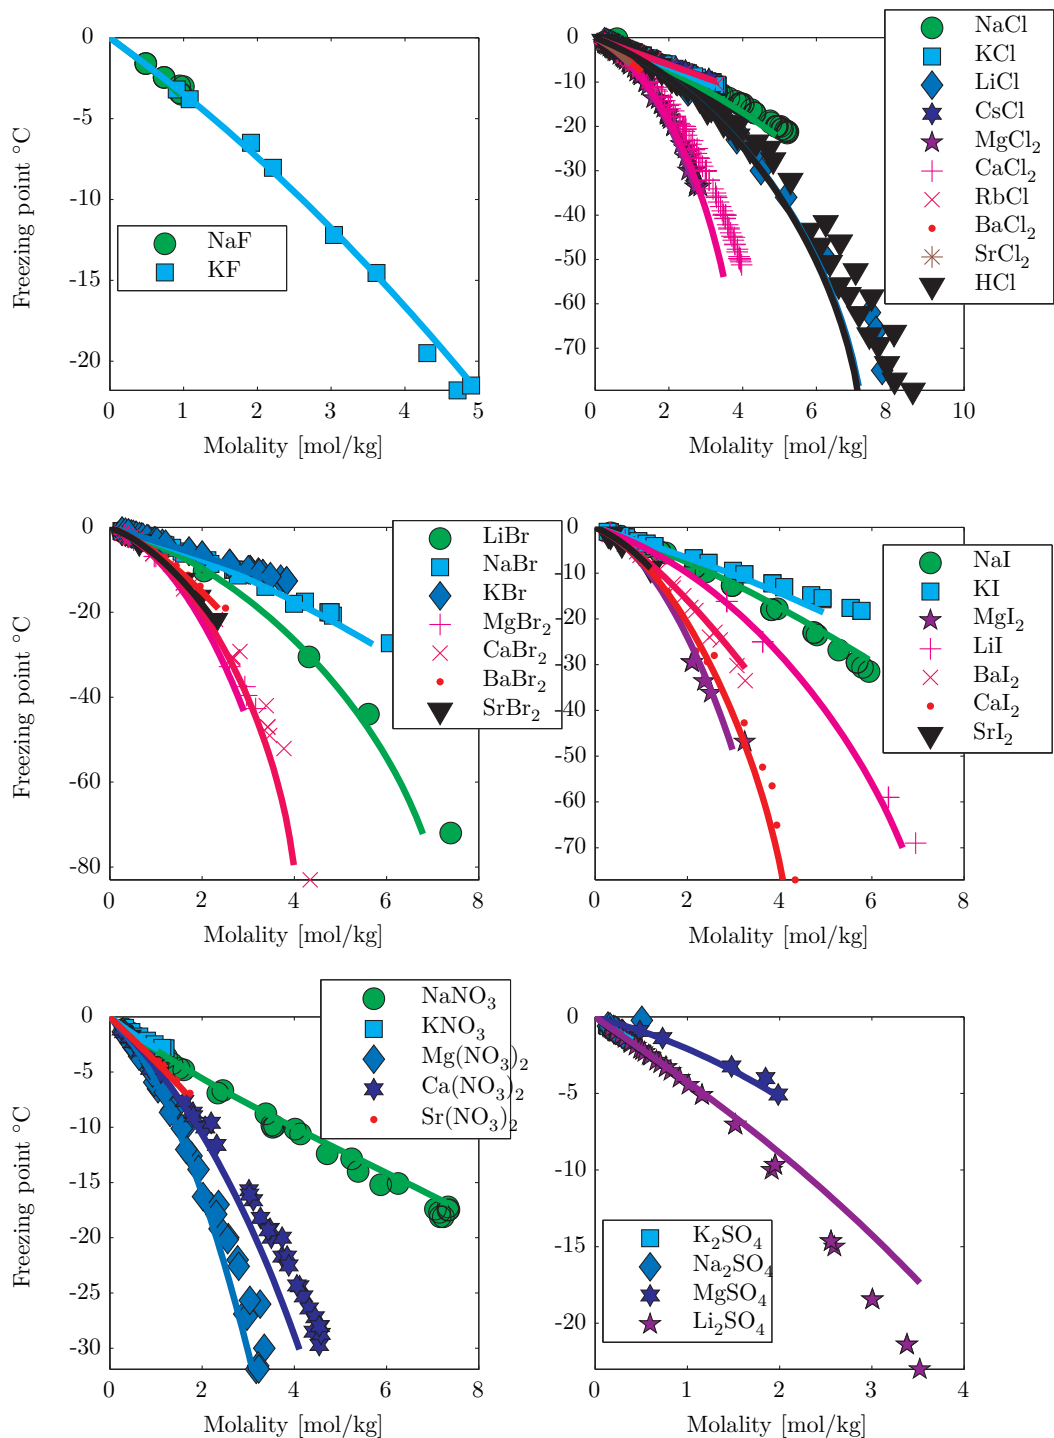 0
-5
-10
-15
-20
0 1 2 3 4 5
Freezing point °C
Molality [mol/kg]
NaF
KF
0
-10
-20
-30
-40
-50
-60
-70
0 2 4 6 8 10
Freezing point °C
Molality [mol/kg]
NaCl
KCl
LiCl
CsCl
MgCl₂
CaCl₂
RbCl
BaCl₂
SrCl₂
HCl
0
-20
-40
-60
-80
0 2 4 6 8
Freezing point °C
Molality [mol/kg]
LiBr
NaBr
KBr
MgBr₂
CaBr₂
BaBr₂
SrBr₂
0
-10
-20
-30
-40
-50
-60
-70
0 2 4 6 8
Freezing point °C
Molality [mol/kg]
NaI
KI
MgI₂
LiI
BaI₂
CaI₂
SrI₂
0
-5
-10
-15
-20
-25
-30
0 2 4 6 8
Freezing point °C
Molality [mol/kg]
NaNO₃
KNO₃
Mg(NO₃)₂
Ca(NO₃)₂
Sr(NO₃)₂
0
-5
-10
-15
-20
0 1 2 3 4
Freezing point °C
Molality [mol/kg]
K₂SO₄
Na₂SO₄
MgSO₄
Li₂SO₄